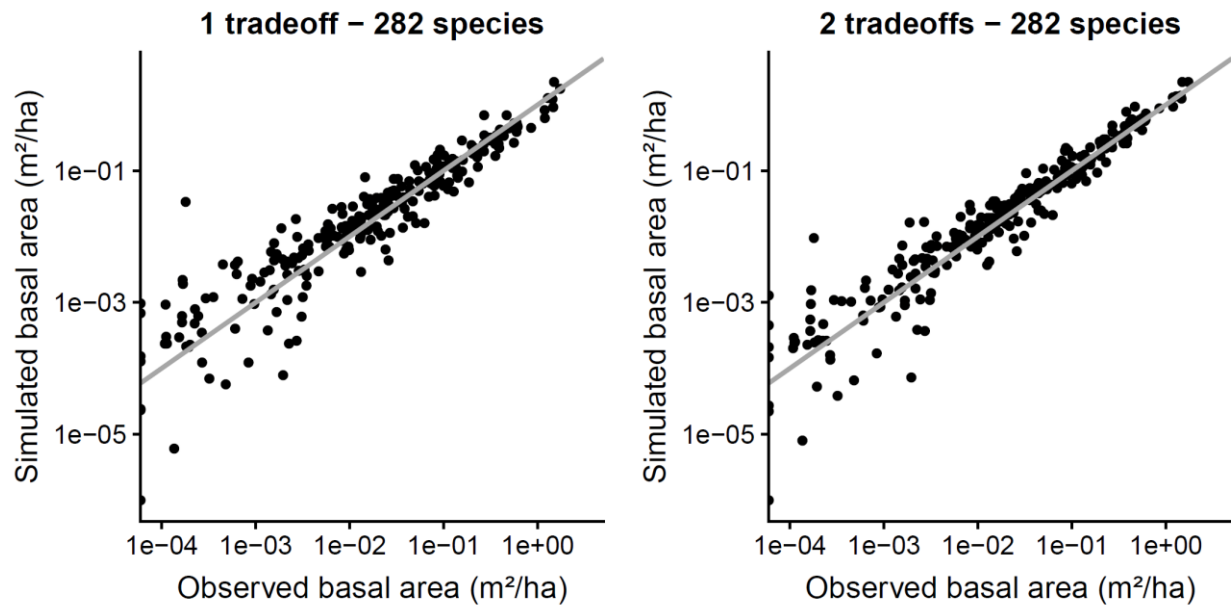 1 tradeoff − 282 species
Simulated basal area (m²/ha)
1e−01
1e−03
1e−05
1e−04
1e−03
1e−02
1e−01
1e+00
Observed basal area (m²/ha)
2 tradeoffs − 282 species
Simulated basal area (m²/ha)
1e−01
1e−03
1e−05
1e−04
1e−03
1e−02
1e−01
1e+00
Observed basal area (m²/ha)